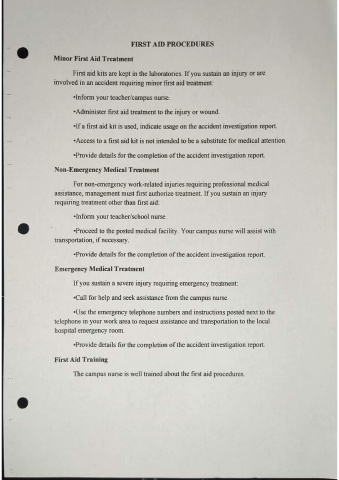 FIRST AID PROCEDURES
Minor First Aid Treatment
First aid kits are kept in the laboratories. If you sustain an injury or are
involved in an accident requiring minor first aid treatment:
•Inform your teacher/campus nurse.
•Administer first aid treatment to the injury or wound.
•If a first aid kit is used, indicate usage on the accident investigation report.
•Access to a first aid kit is not intended to be a substitute for medical attention.
•Provide details for the completion of the accident investigation report.
Non-Emergency Medical Treatment
For non-emergency work-related injuries requiring professional medical
assistance, management must first authorize treatment. If you sustain an injury
requiring treatment other than first aid:
•Inform your teacher/school nurse.
•Proceed to the posted medical facility. Your campus nurse will assist with
transportation, if necessary.
•Provide details for the completion of the accident investigation report.
Emergency Medical Treatment
If you sustain a severe injury requiring emergency treatment:
•Call for help and seek assistance from the campus nurse.
•Use the emergency telephone numbers and instructions posted next to the
telephone in your work area to request assistance and transportation to the local
hospital emergency room.
•Provide details for the completion of the accident investigation report.
First Aid Training
The campus nurse is well trained about the first aid procedures.